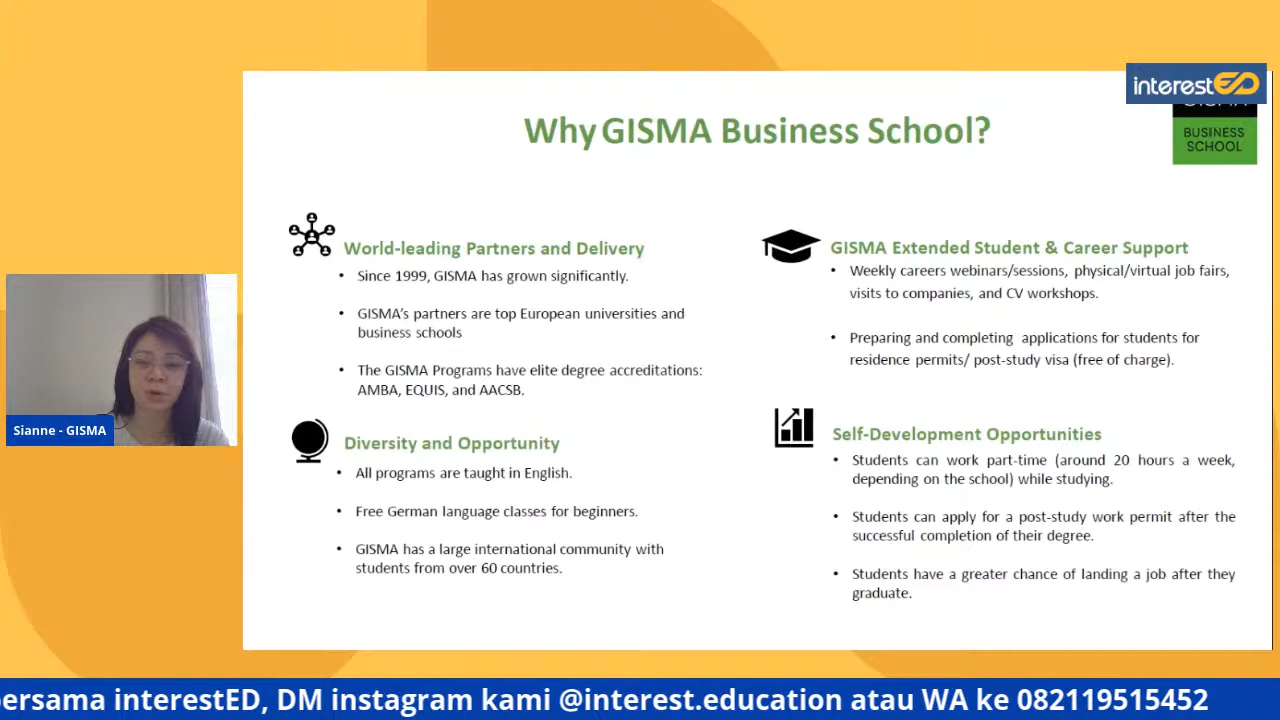 interestED
GISMA
BUSINESS
SCHOOL
Why GISMA Business School?
World-leading Partners and Delivery
• Since 1999, GISMA has grown significantly.
• GISMA's partners are top European universities and
business schools
• The GISMA Programs have elite degree accreditations:
AMBA, EQUIS, and AACSB.
Diversity and Opportunity
• All programs are taught in English.
• Free German language classes for beginners.
• GISMA has a large international community with
students from over 60 countries.
GISMA Extended Student & Career Support
• Weekly careers webinars/sessions, physical/virtual job fairs,
visits to companies, and CV workshops.
• Preparing and completing applications for students for
residence permits/ post-study visa (free of charge).
Self-Development Opportunities
• Students can work part-time (around 20 hours a week,
depending on the school) while studying.
• Students can apply for a post-study work permit after the
successful completion of their degree.
• Students have a greater chance of landing a job after they
graduate.
Sianne - GISMA
ersama interestED, DM instagram kami @interest.education atau WA ke 082119515452